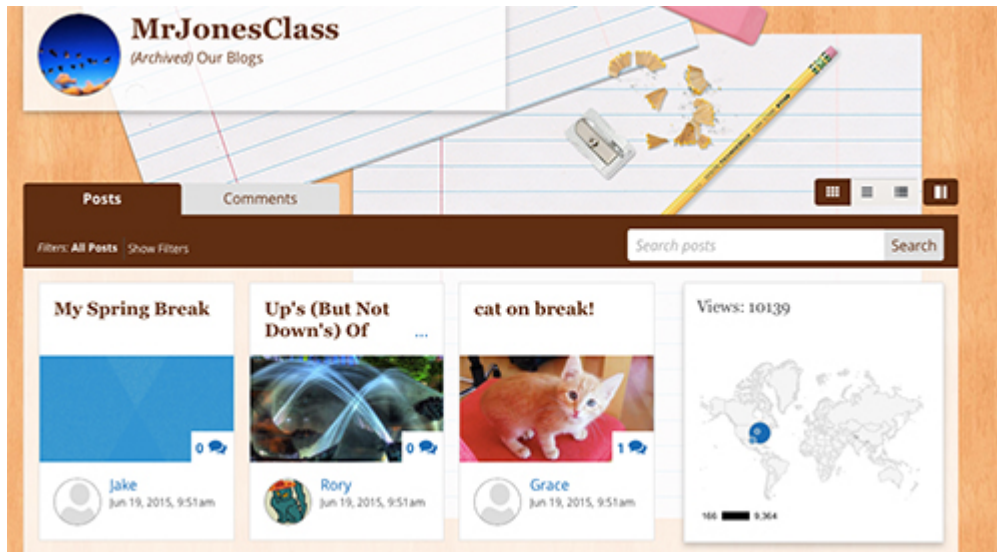 MrJonesClass
(Archived) Our Blogs
Posts
Comments
Filters: All Posts Show Filters
Search posts
Search
My Spring Break
0
Jake
Jun 19, 2015, 9:51am
Up's (But Not
Down's) Of ...
0
Rory
Jun 19, 2015, 9:51am
cat on break!
1
Grace
Jun 19, 2015, 9:51am
Views: 10139
166 9,364